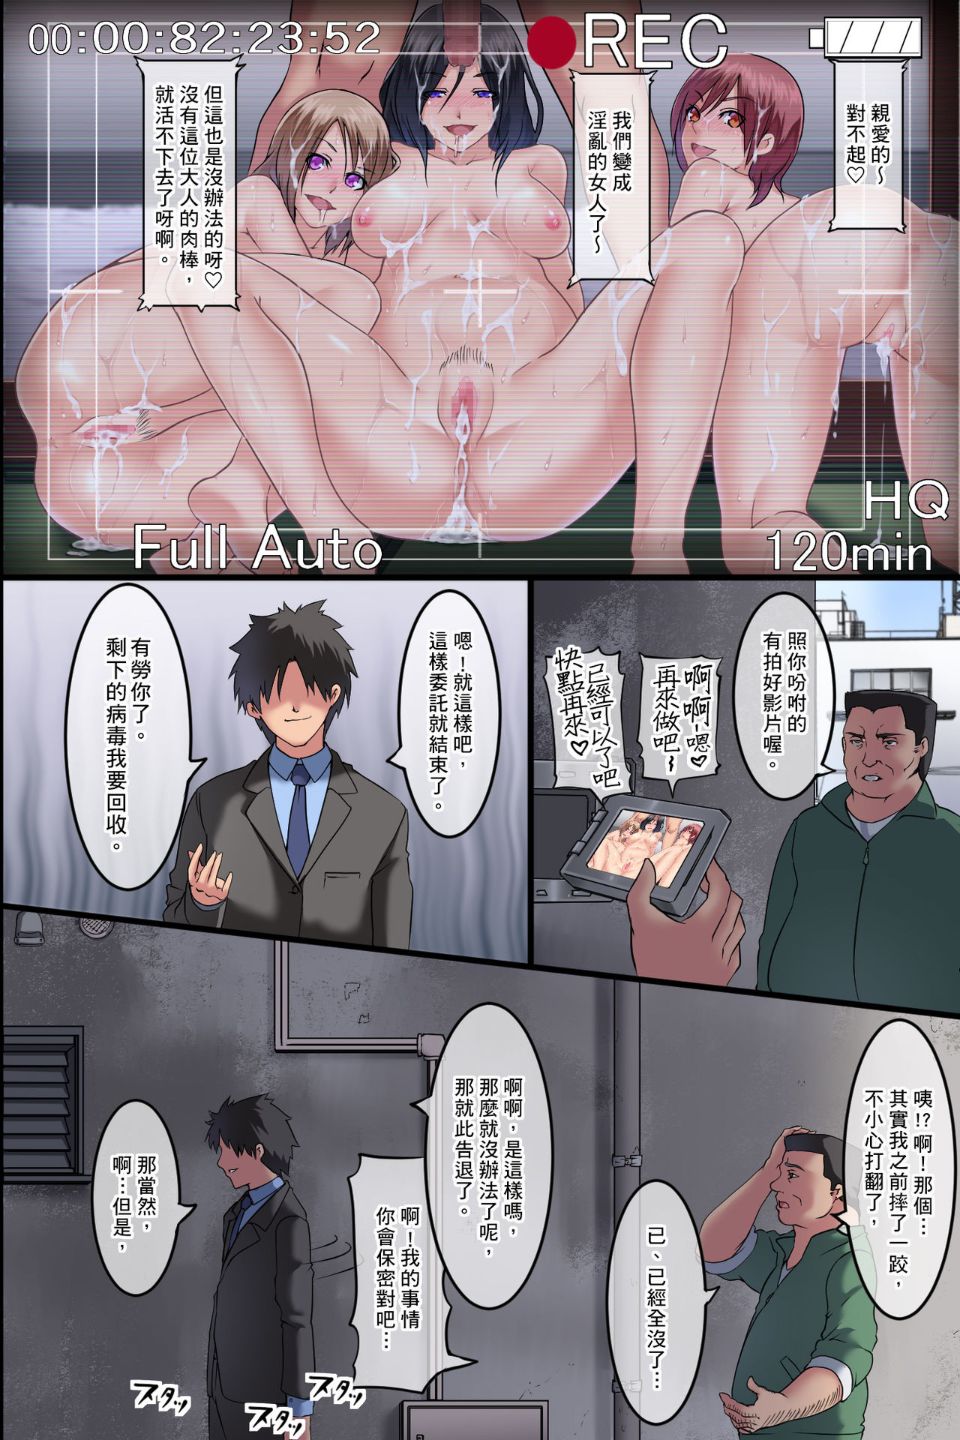 00:00:82:23:52
REC
親愛的～
對不起♡
我們變成
淫亂的女人了～
但這也是沒辦法的呀♡
沒有這位大人的肉棒，
就活不下去了呀啊。
HQ
120min
Full Auto
照你吩咐的
有拍好影片喔。
啊啊♡嗯♡
再來做吧～
已經可以了吧
快點再來♡
嗯！就這樣吧，
這樣委託就結束了。
有勞你了。
剩下的病毒我要回收。
咦!?啊！那個…
其實我之前摔了一跤，
不小心打翻了，
已、已經全沒了…
啊啊，是這樣嗎，
那麼就沒辦法了呢，
那就此告退了。
啊！我的事情
你會保密對吧…
那當然，
啊…但是，
スタッ
スタッ
スタッ